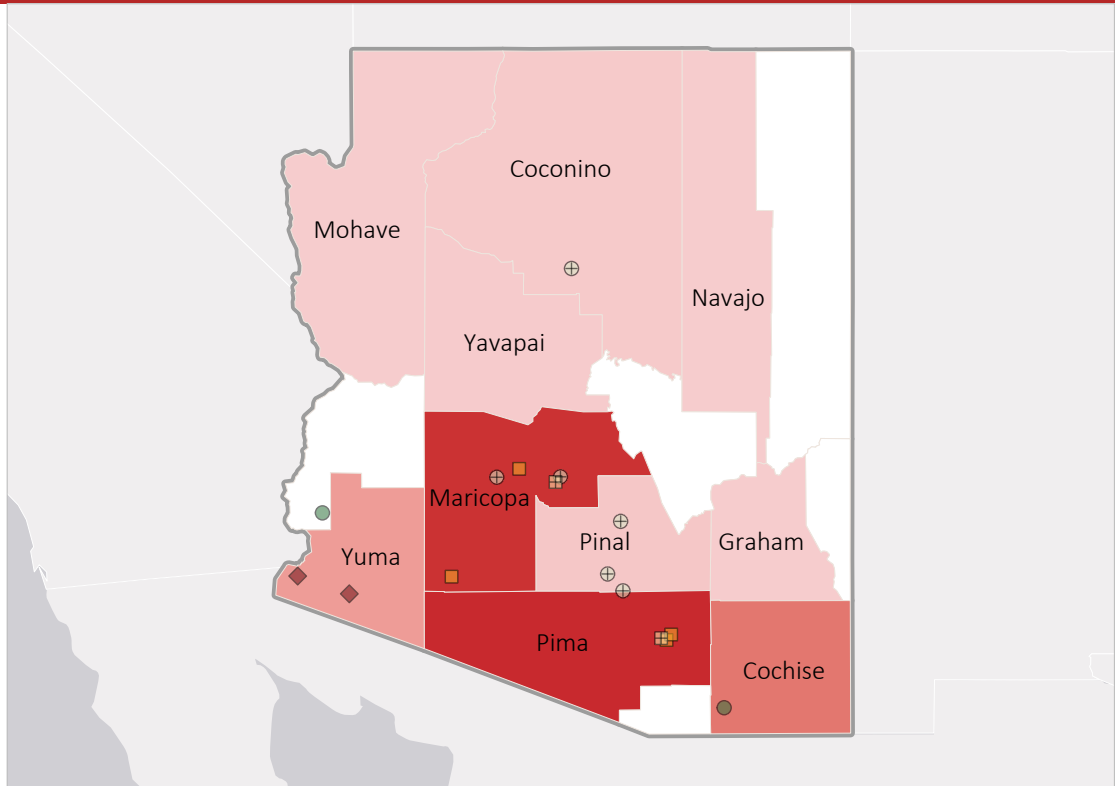 Coconino
Mohave
Navajo
Yavapai
Maricopa
Pinal
Graham
Yuma
Pima
Cochise